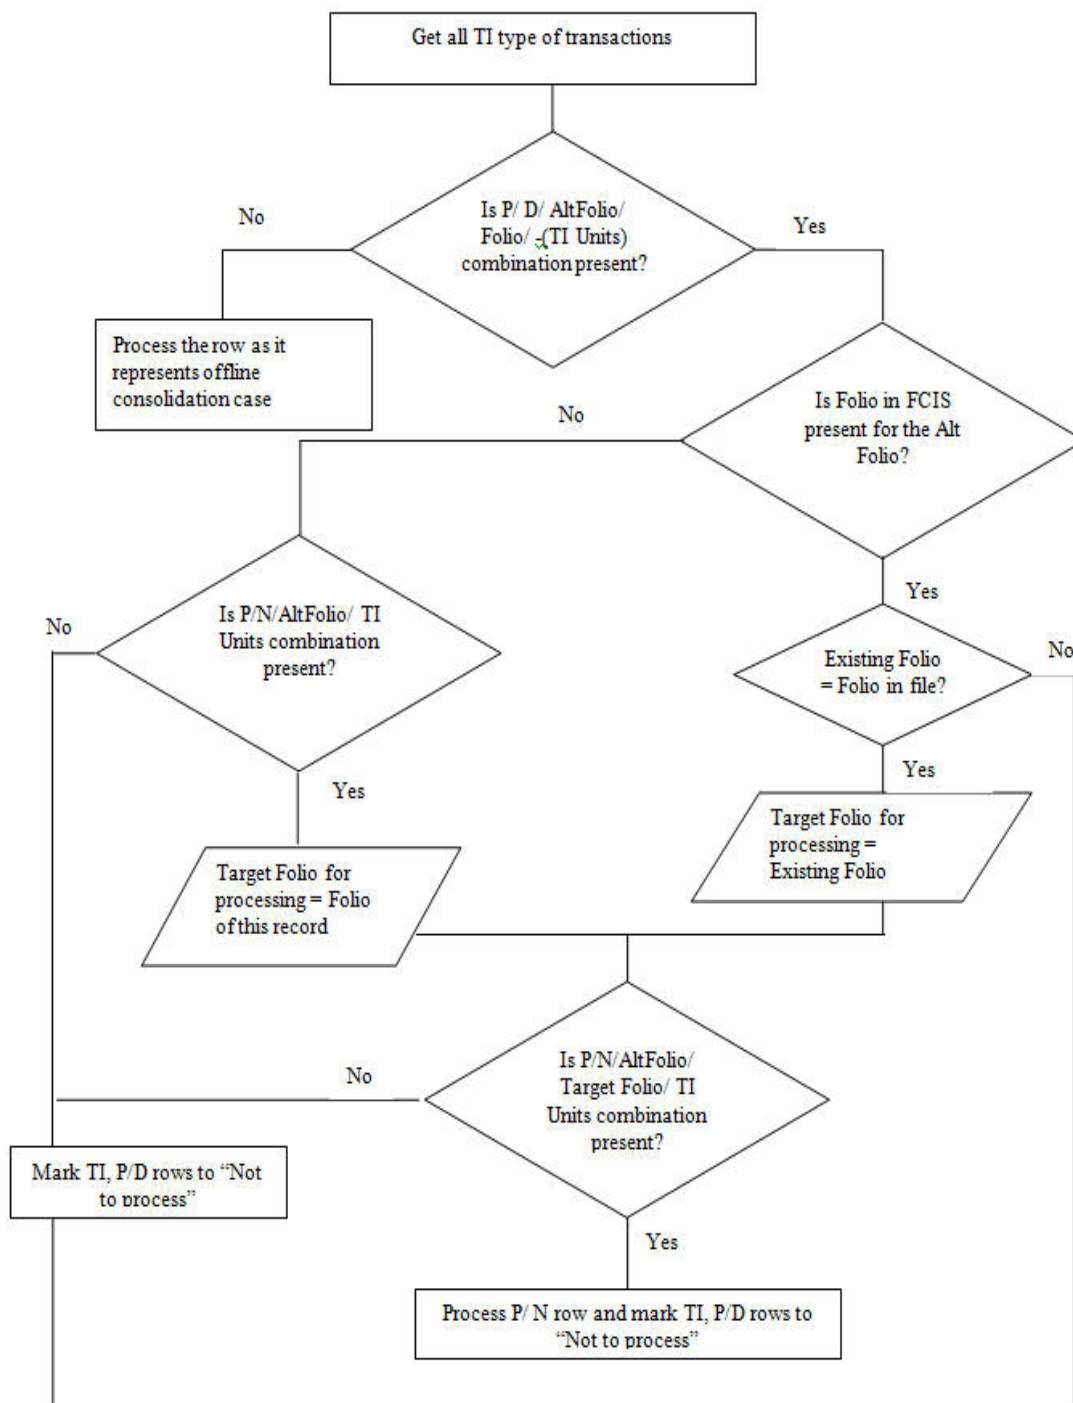 Get all TI type of transactions
Is P/ D/ AltFolio/
Folio/ -(TI Units)
combination present?
No
Yes
Process the row as it
represents offline
consolidation case
Is Folio in FCIS
present for the Alt
Folio?
No
Yes
Is P/N/AltFolio/ TI
Units combination
present?
No
Yes
Existing Folio
= Folio in file?
No
Yes
Target Folio for
processing =
Existing Folio
Target Folio for
processing = Folio
of this record
Is P/N/AltFolio/
Target Folio/ TI
Units combination
present?
No
Yes
Mark TI, P/D rows to “Not
to process”
Process P/ N row and mark TI, P/D rows to
“Not to process”